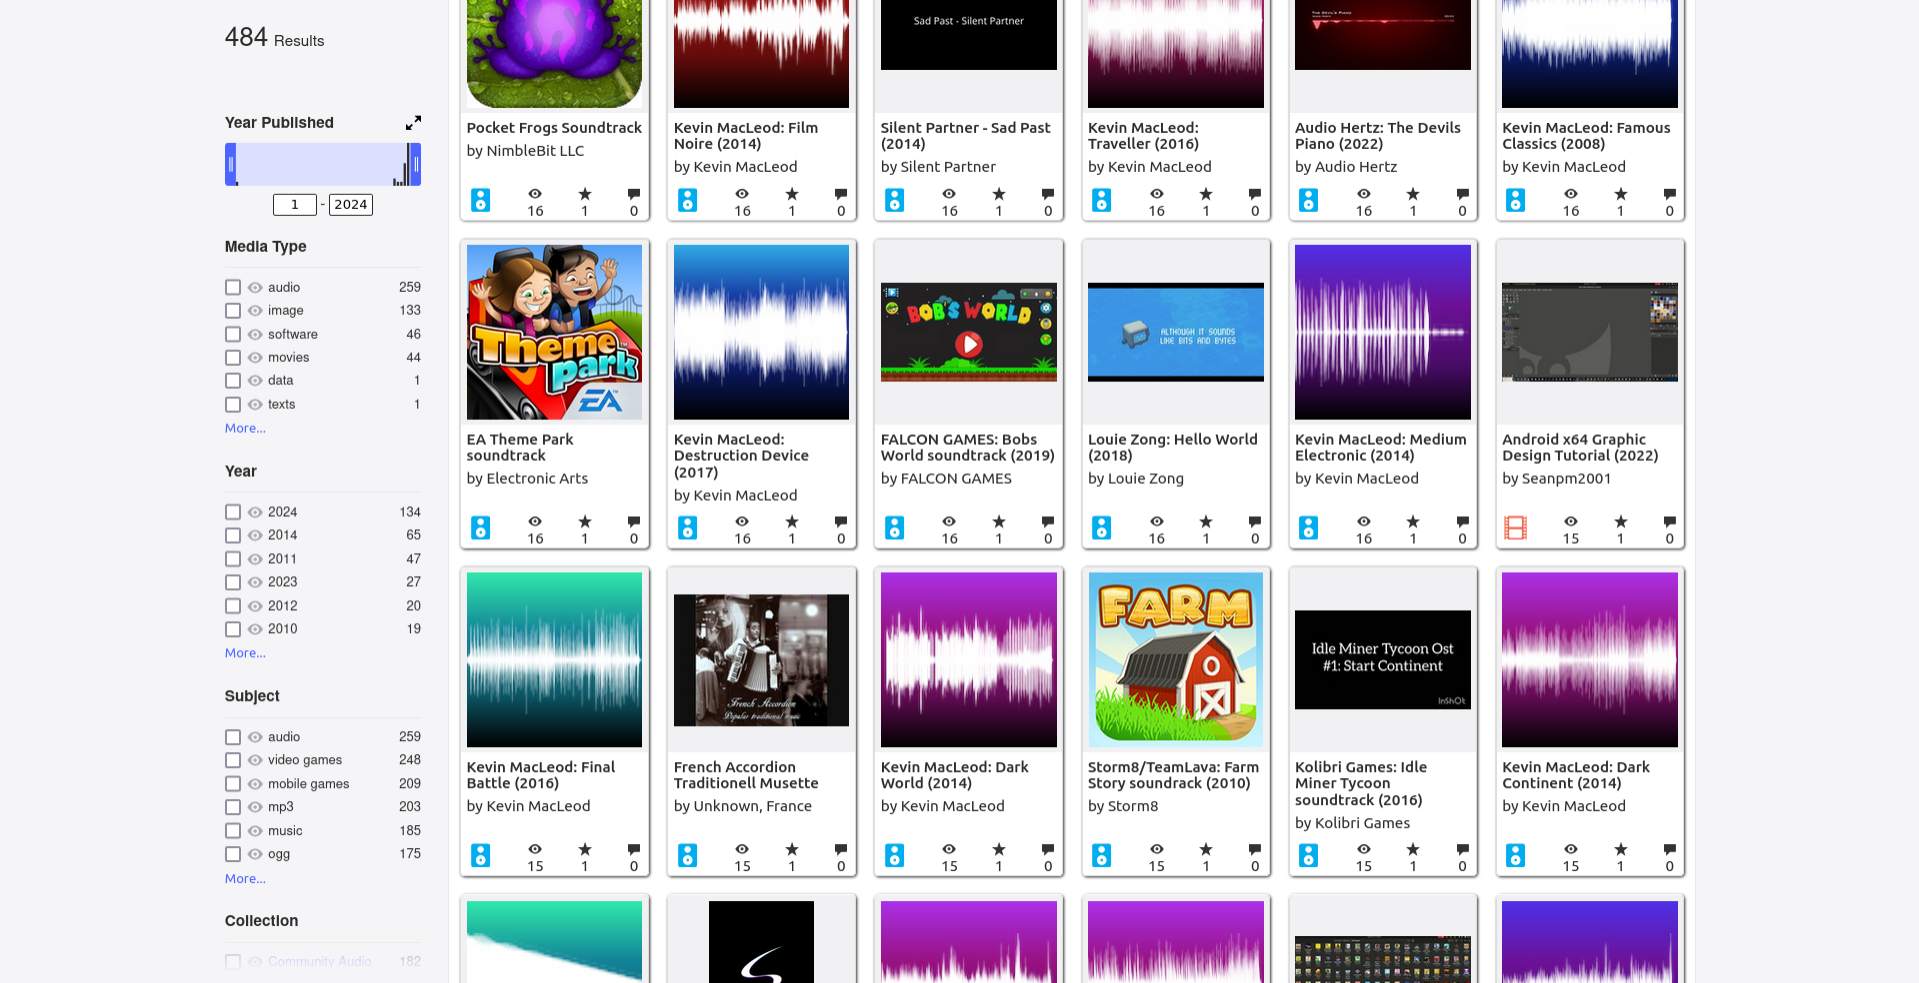 484 Results
Year Published
1 - 2024
Media Type
audio 259
image 133
software 46
movies 44
data 1
texts 1
More...
Year
2024 134
2014 65
2011 47
2023 27
2012 20
2010 19
More...
Subject
audio 259
video games 248
mobile games 209
mp3 203
music 185
ogg 175
More...
Collection
Community Audio 182
Pocket Frogs Soundtrack
by NimbleBit LLC
16 1 0
Kevin MacLeod: Film
Noire (2014)
by Kevin MacLeod
16 1 0
Sad Past - Silent Partner
Silent Partner - Sad Past
(2014)
by Silent Partner
16 1 0
Kevin MacLeod:
Traveller (2016)
by Kevin MacLeod
16 1 0
Audio Hertz: The Devils
Piano (2022)
by Audio Hertz
16 1 0
Kevin MacLeod: Famous
Classics (2008)
by Kevin MacLeod
16 1 0
Theme
park
EA
EA Theme Park
soundtrack
by Electronic Arts
16 1 0
Kevin MacLeod:
Destruction Device
(2017)
by Kevin MacLeod
16 1 0
BOB'S WORLD
FALCON GAMES: Bobs
World soundtrack (2019)
by FALCON GAMES
16 1 0
ALTHOUGH IT SOUNDS
LIKE BITS AND BYTES
Louie Zong: Hello World
(2018)
by Louie Zong
16 1 0
Kevin MacLeod: Medium
Electronic (2014)
by Kevin MacLeod
16 1 0
Android x64 Graphic
Design Tutorial (2022)
by Seanpm2001
15 1 0
Kevin MacLeod: Final
Battle (2016)
by Kevin MacLeod
15 1 0
French Accordion
Popular traditional music
French Accordion
Traditionell Musette
by Unknown, France
15 1 0
Kevin MacLeod: Dark
World (2014)
by Kevin MacLeod
15 1 0
FARM
Storm8/TeamLava: Farm
Story soundrack (2010)
by Storm8
15 1 0
Idle Miner Tycoon Ost
#1: Start Continent
InShOt
Kolibri Games: Idle
Miner Tycoon
soundtrack (2016)
by Kolibri Games
15 1 0
Kevin MacLeod: Dark
Continent (2014)
by Kevin MacLeod
15 1 0